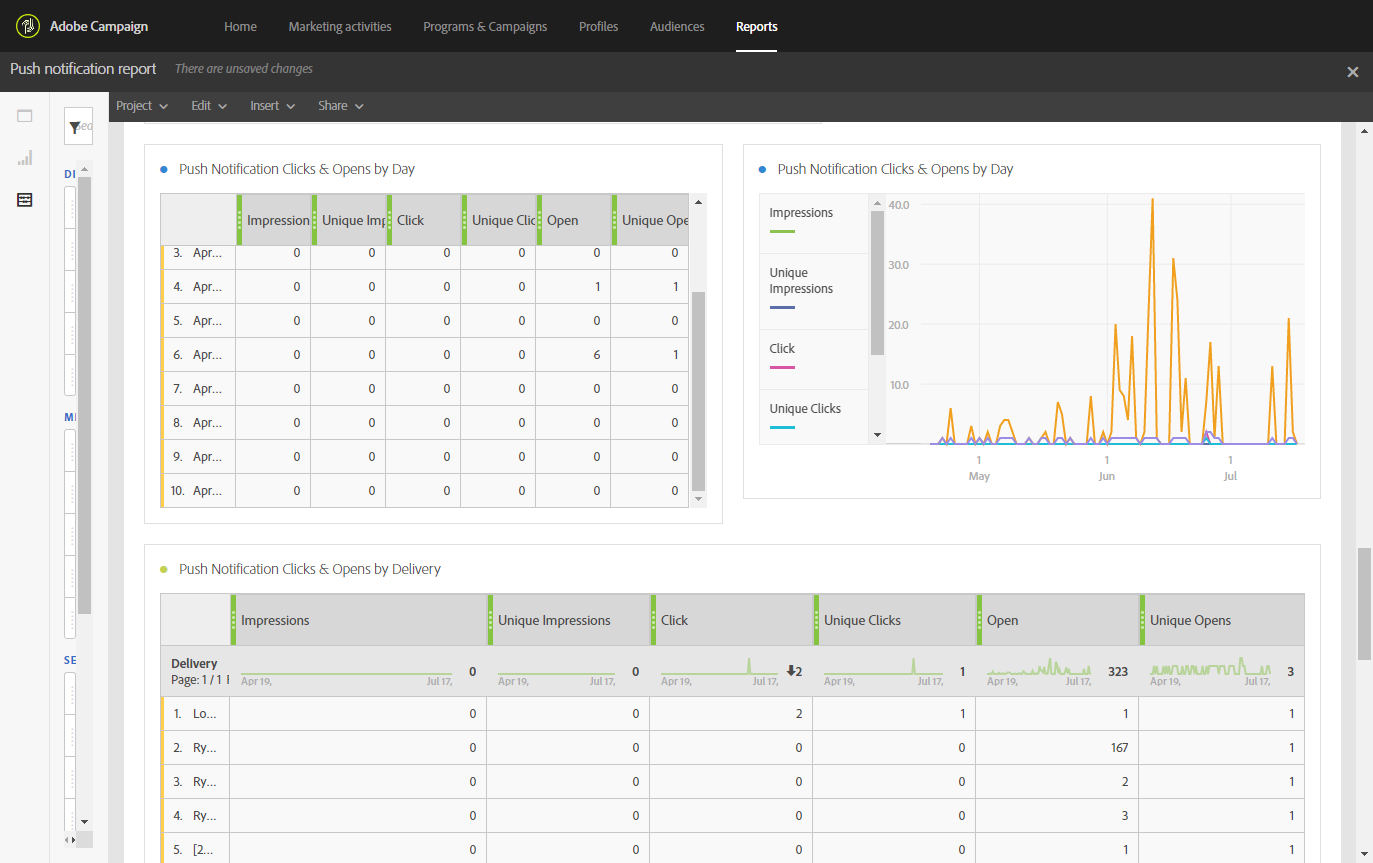 Adobe Campaign Home Marketing activities Programs & Campaigns Profiles Audiences Reports
Push notification report There are unsaved changes
Project Edit Insert Share
DI
ME
SE
Push Notification Clicks & Opens by Day
Impression Unique Imp Click Unique Clic Open Unique Ope
3. Apr... 0 0 0 0 0 0
4. Apr... 0 0 0 0 1 1
5. Apr... 0 0 0 0 0 0
6. Apr... 0 0 0 0 6 1
7. Apr... 0 0 0 0 0 0
8. Apr... 0 0 0 0 0 0
9. Apr... 0 0 0 0 0 0
10. Apr... 0 0 0 0 0 0
Push Notification Clicks & Opens by Day
Impressions
Unique
Impressions
Click
Unique Clicks
40.0
30.0
20.0
10.0
1 1 1
May Jun Jul
Push Notification Clicks & Opens by Delivery
Impressions Unique Impressions Click Unique Clicks Open Unique Opens
Delivery 0 0 2 1 323 3
Page: 1 / 1 Apr 19, Jul 17, Apr 19, Jul 17, Apr 19, Jul 17, Apr 19, Jul 17, Apr 19, Jul 17, Apr 19, Jul 17,
1. Lo... 0 0 2 1 1 1
2. Ry... 0 0 0 0 167 1
3. Ry... 0 0 0 0 2 1
4. Ry... 0 0 0 0 3 1
5. [2... 0 0 0 0 1 1